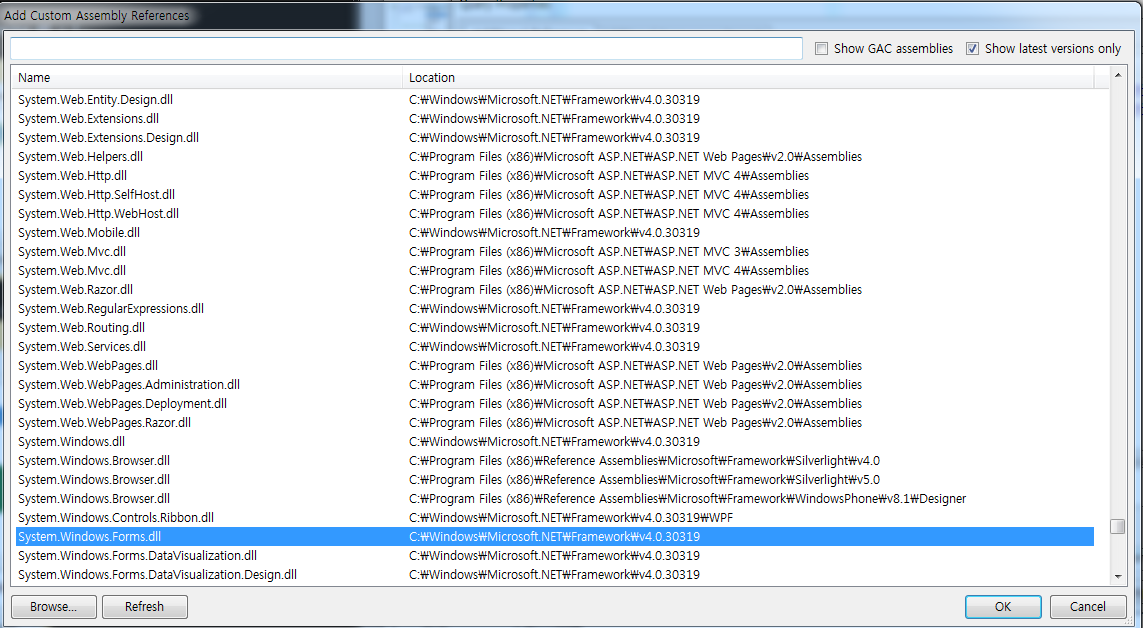 Add Custom Assembly References
Show GAC assemblies Show latest versions only
Name Location
System.Web.Entity.Design.dll C:₩Windows₩Microsoft.NET₩Framework₩v4.0.30319
System.Web.Extensions.dll C:₩Windows₩Microsoft.NET₩Framework₩v4.0.30319
System.Web.Extensions.Design.dll C:₩Windows₩Microsoft.NET₩Framework₩v4.0.30319
System.Web.Helpers.dll C:₩Program Files (x86)₩Microsoft ASP.NET₩ASP.NET Web Pages₩v2.0₩Assemblies
System.Web.Http.dll C:₩Program Files (x86)₩Microsoft ASP.NET₩ASP.NET MVC 4₩Assemblies
System.Web.Http.SelfHost.dll C:₩Program Files (x86)₩Microsoft ASP.NET₩ASP.NET MVC 4₩Assemblies
System.Web.Http.WebHost.dll C:₩Program Files (x86)₩Microsoft ASP.NET₩ASP.NET MVC 4₩Assemblies
System.Web.Mobile.dll C:₩Windows₩Microsoft.NET₩Framework₩v4.0.30319
System.Web.Mvc.dll C:₩Program Files (x86)₩Microsoft ASP.NET₩ASP.NET MVC 3₩Assemblies
System.Web.Mvc.dll C:₩Program Files (x86)₩Microsoft ASP.NET₩ASP.NET MVC 4₩Assemblies
System.Web.Razor.dll C:₩Program Files (x86)₩Microsoft ASP.NET₩ASP.NET Web Pages₩v2.0₩Assemblies
System.Web.RegularExpressions.dll C:₩Windows₩Microsoft.NET₩Framework₩v4.0.30319
System.Web.Routing.dll C:₩Windows₩Microsoft.NET₩Framework₩v4.0.30319
System.Web.Services.dll C:₩Windows₩Microsoft.NET₩Framework₩v4.0.30319
System.Web.WebPages.dll C:₩Program Files (x86)₩Microsoft ASP.NET₩ASP.NET Web Pages₩v2.0₩Assemblies
System.Web.WebPages.Administration.dll C:₩Program Files (x86)₩Microsoft ASP.NET₩ASP.NET Web Pages₩v2.0₩Assemblies
System.Web.WebPages.Deployment.dll C:₩Program Files (x86)₩Microsoft ASP.NET₩ASP.NET Web Pages₩v2.0₩Assemblies
System.Web.WebPages.Razor.dll C:₩Program Files (x86)₩Microsoft ASP.NET₩ASP.NET Web Pages₩v2.0₩Assemblies
System.Windows.dll C:₩Windows₩Microsoft.NET₩Framework₩v4.0.30319
System.Windows.Browser.dll C:₩Program Files (x86)₩Reference Assemblies₩Microsoft₩Framework₩Silverlight₩v4.0
System.Windows.Browser.dll C:₩Program Files (x86)₩Reference Assemblies₩Microsoft₩Framework₩Silverlight₩v5.0
System.Windows.Browser.dll C:₩Program Files (x86)₩Reference Assemblies₩Microsoft₩Framework₩WindowsPhone₩v8.1₩Designer
System.Windows.Controls.Ribbon.dll C:₩Windows₩Microsoft.NET₩Framework₩v4.0.30319₩WPF
System.Windows.Forms.dll C:₩Windows₩Microsoft.NET₩Framework₩v4.0.30319
System.Windows.Forms.DataVisualization.dll C:₩Windows₩Microsoft.NET₩Framework₩v4.0.30319
System.Windows.Forms.DataVisualization.Design.dll C:₩Windows₩Microsoft.NET₩Framework₩v4.0.30319
Browse... Refresh OK Cancel